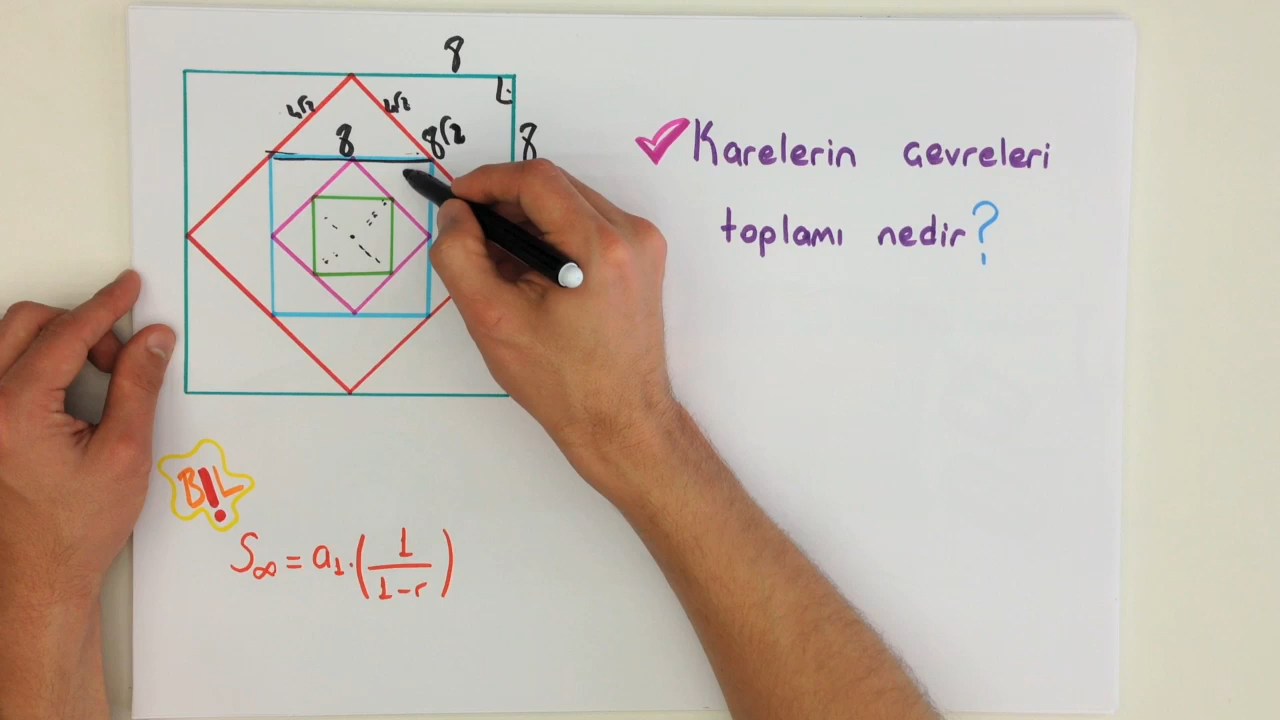 8
4√2 4√2
8 8√2 8
Karelerin çevreleri
toplamı nedir?
BİL!
S∞ = a₁.(1/(1-r))